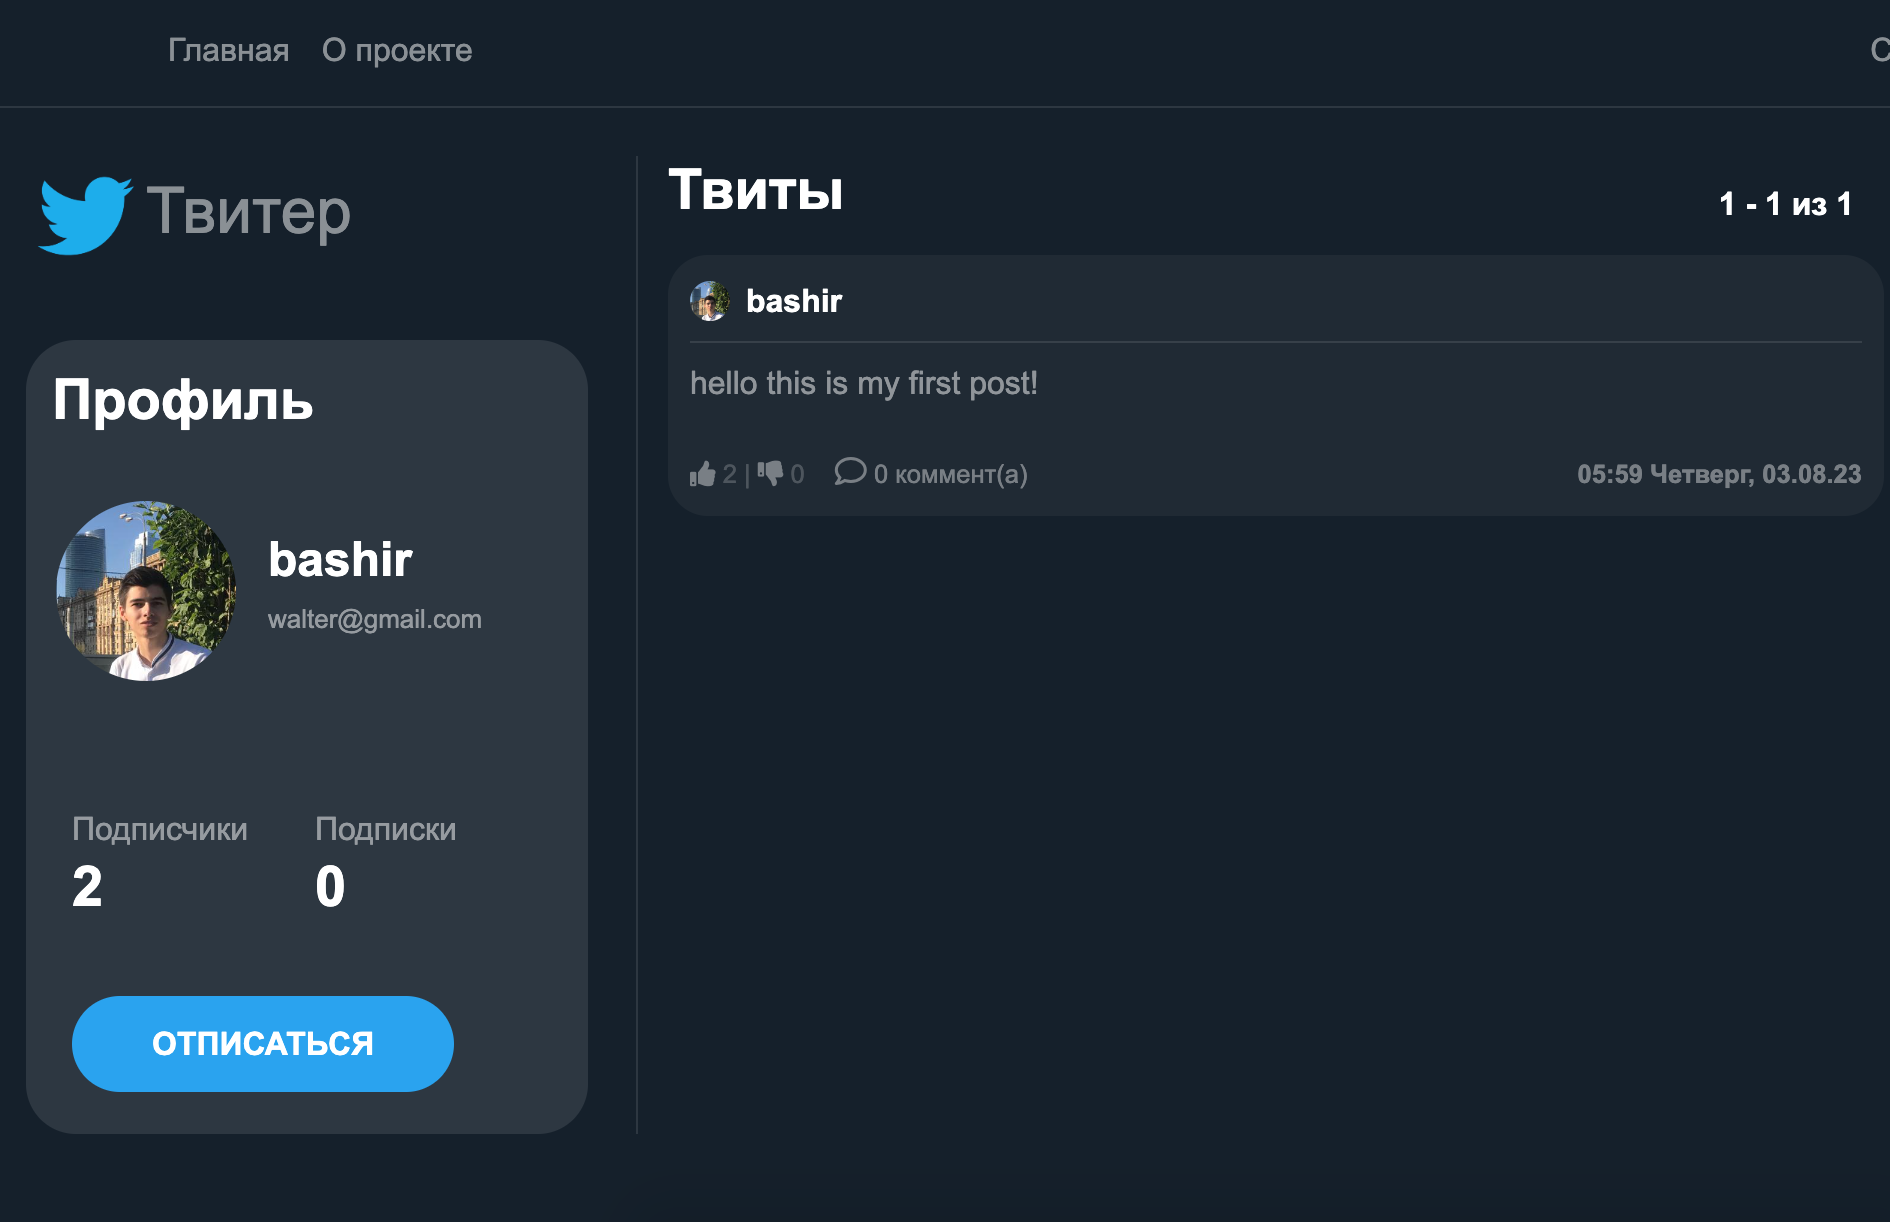 Главная О проекте
Твитер
Профиль
bashir
walter@gmail.com
Подписчики Подписки
2 0
ОТПИСАТЬСЯ
Твиты
1 - 1 из 1
bashir
hello this is my first post!
2 | 0 0 коммент(а) 05:59 Четверг, 03.08.23